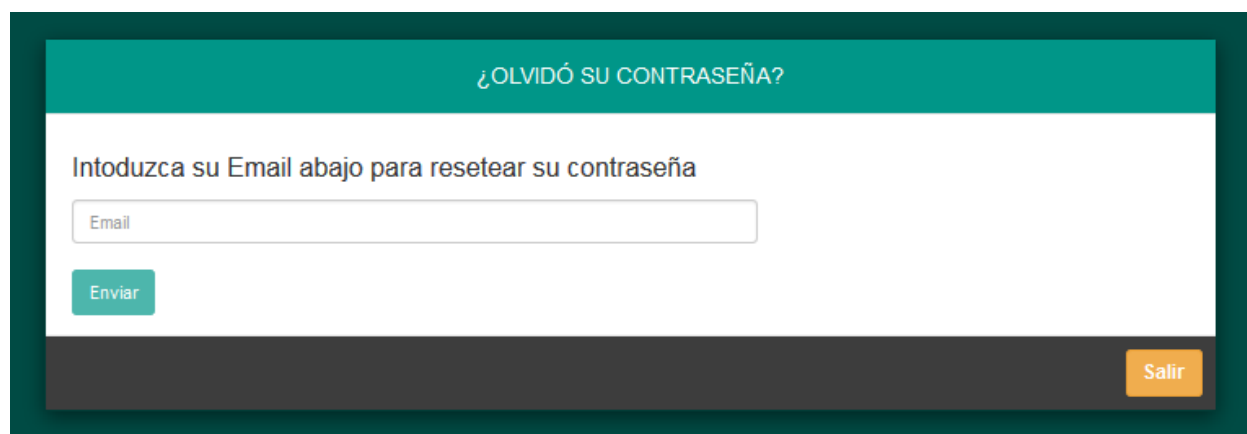 ¿OLVIDÓ SU CONTRASEÑA?
Intoduzca su Email abajo para resetear su contraseña
Email
Enviar
Salir